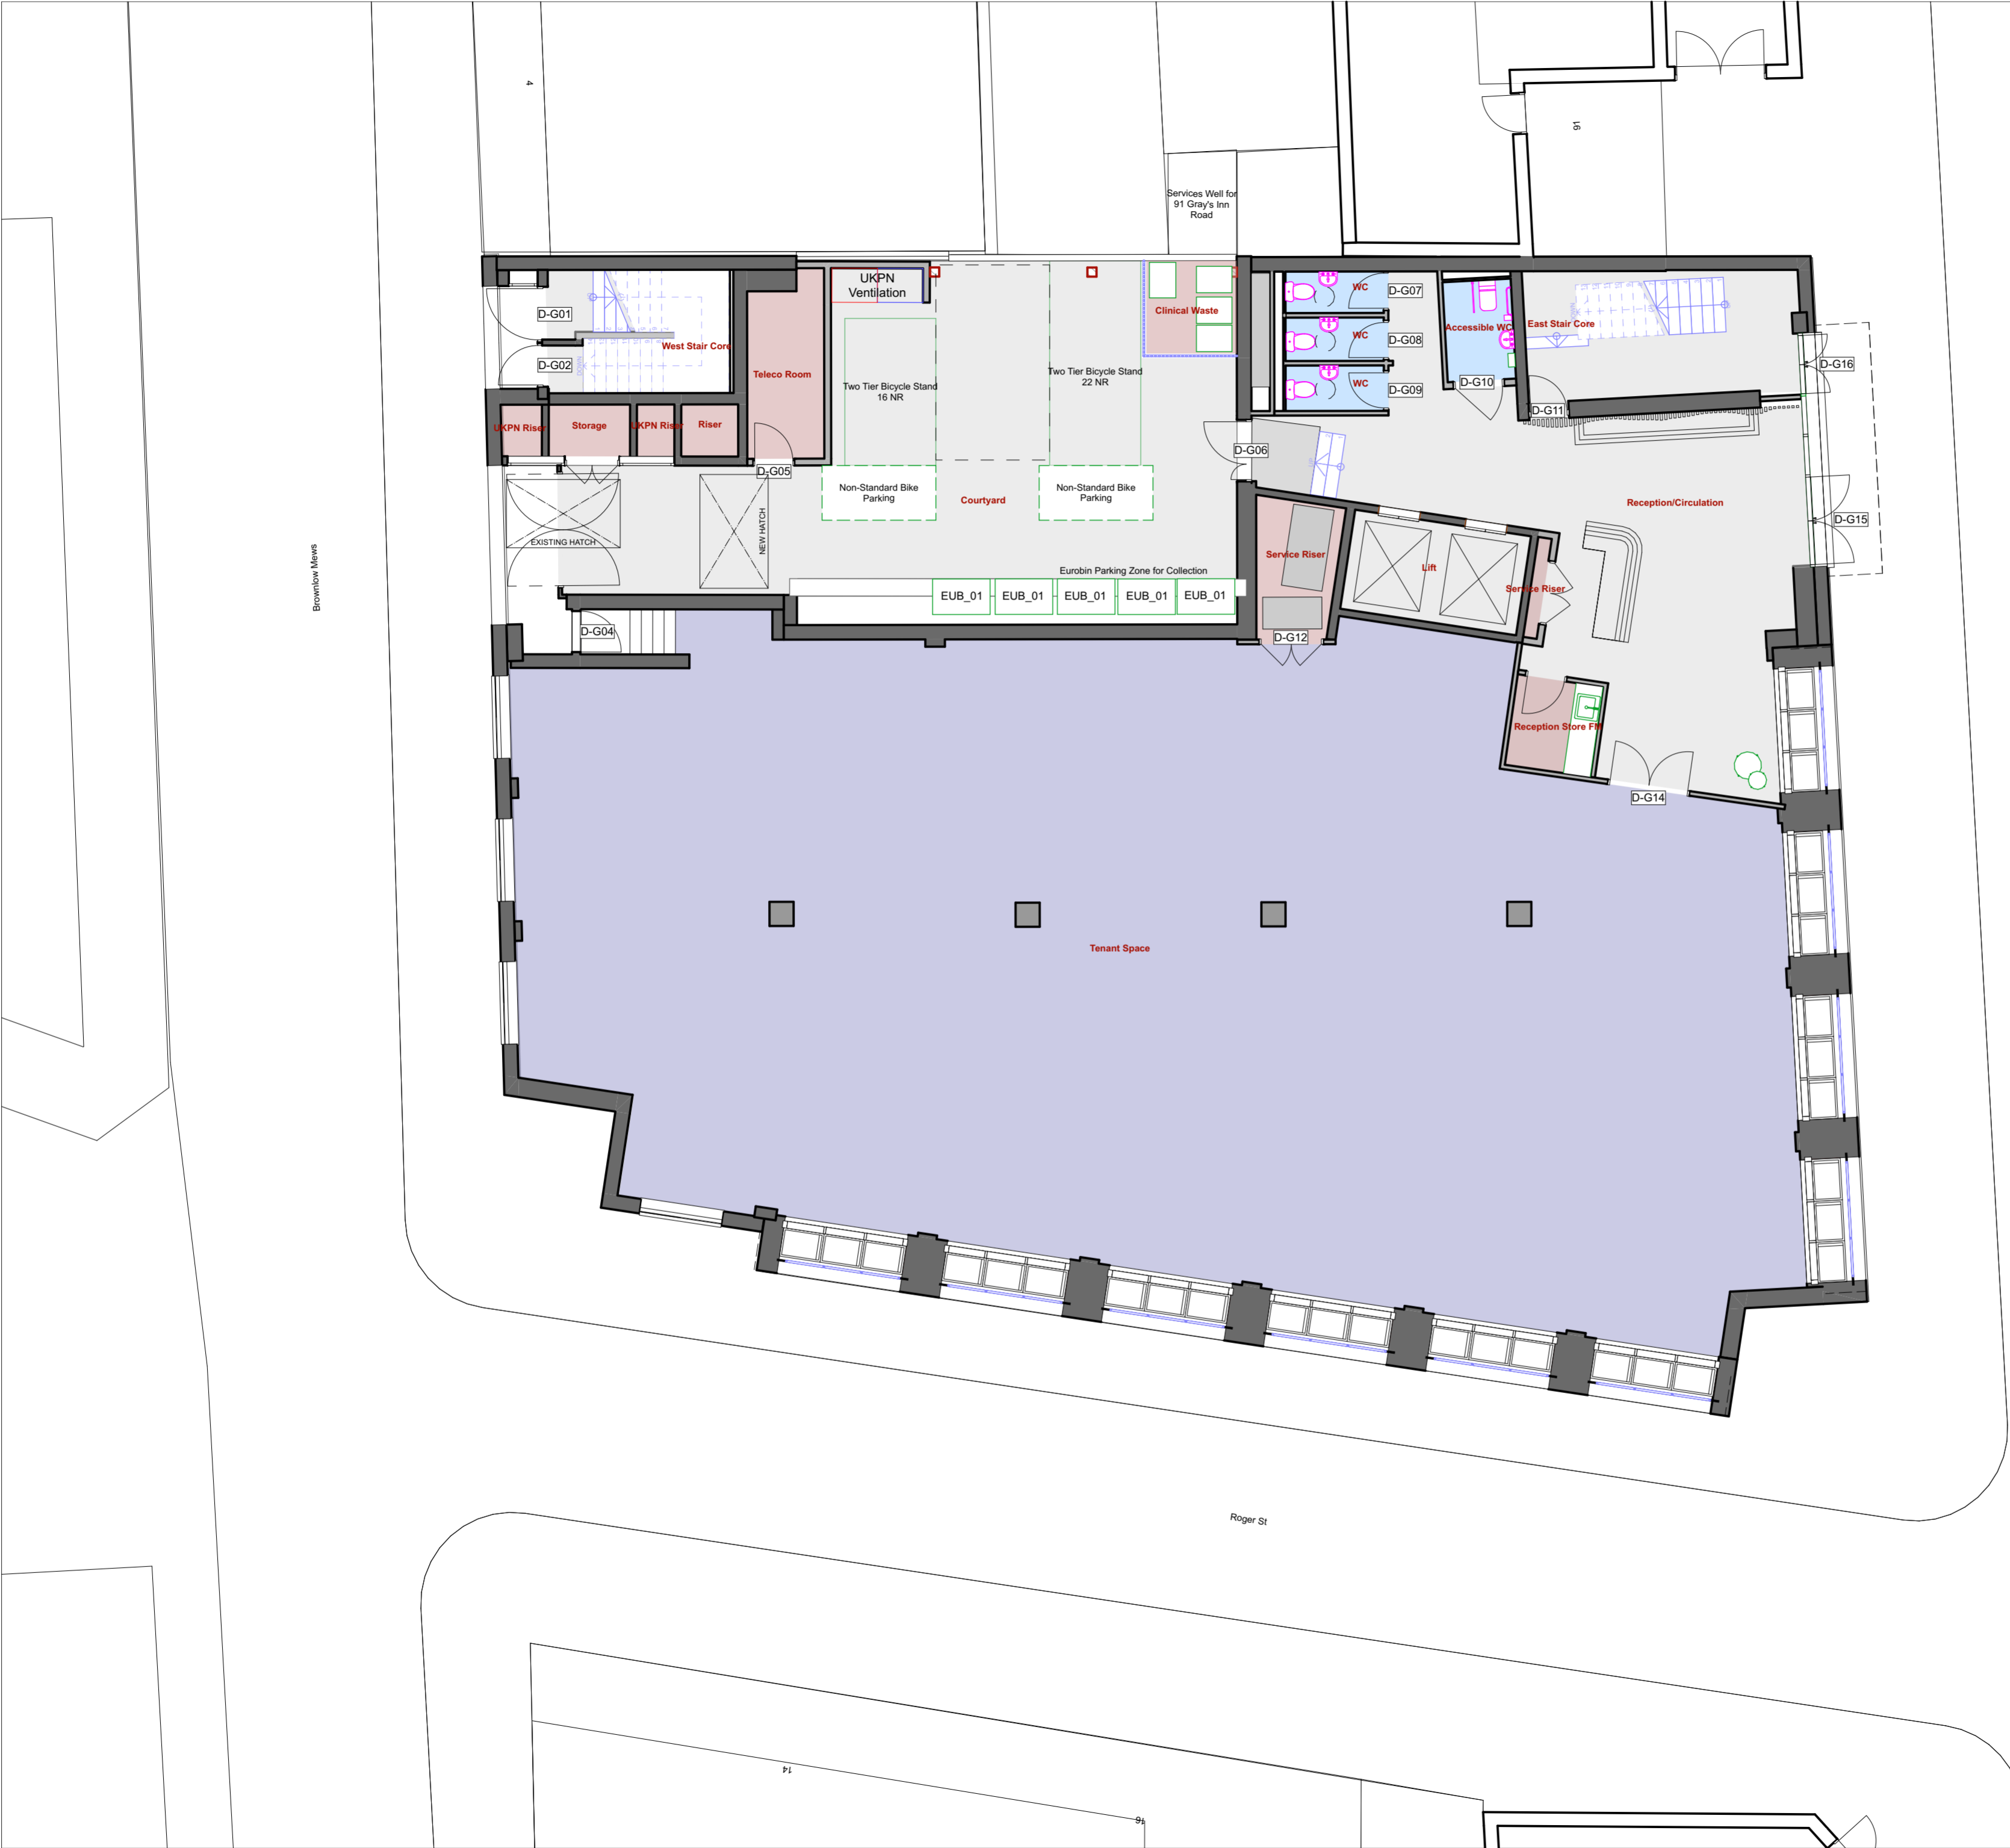 4
16
Services Well for
91 Gray's Inn
Road
UKPN
Ventilation
WC
D-G07
Clinical Waste
D-G01
West Stair Core
D-G02
DOWN
Teleco Room
Two Tier Bicycle Stand
16 NR
Two Tier Bicycle Stand
22 NR
WC
D-G08
WC
D-G09
Accessible WC
D-G10
East Stair Core
D-G16
D-G11
UKPN Riser
Storage
UKPN Riser
Riser
D-G05
D-G06
UP
Non-Standard Bike
Parking
Courtyard
Non-Standard Bike
Parking
Reception/Circulation
D-G15
EXISTING HATCH
NEW HATCH
Service Riser
Lift
Service Riser
Eurobin Parking Zone for Collection
EUB_01
EUB_01
EUB_01
EUB_01
EUB_01
Brownlow Mews
D-G04
D-G12
Reception Store FM
D-G14
Tenant Space
Roger St
14
16